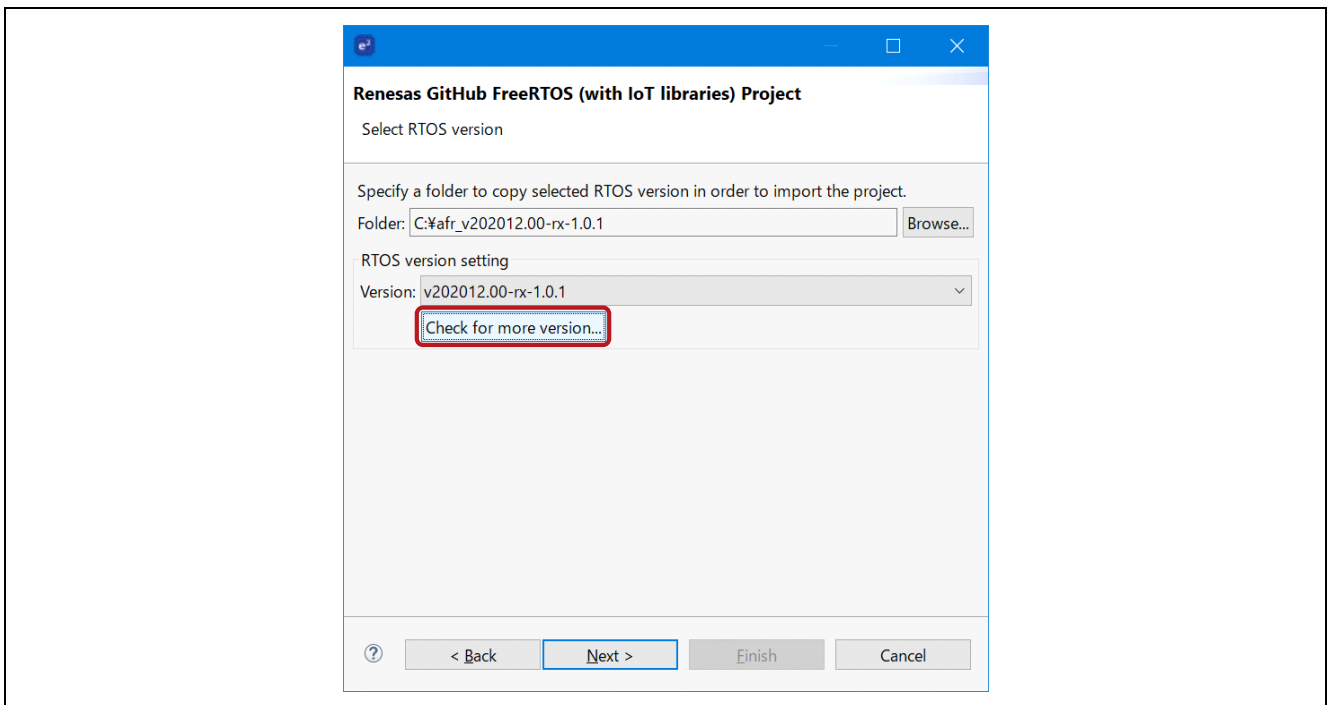 e²
Renesas GitHub FreeRTOS (with IoT libraries) Project
Select RTOS version
Specify a folder to copy selected RTOS version in order to import the project.
Folder: C:¥afr_v202012.00-rx-1.0.1 Browse...
RTOS version setting
Version: v202012.00-rx-1.0.1
Check for more version...
? < Back Next > Finish Cancel